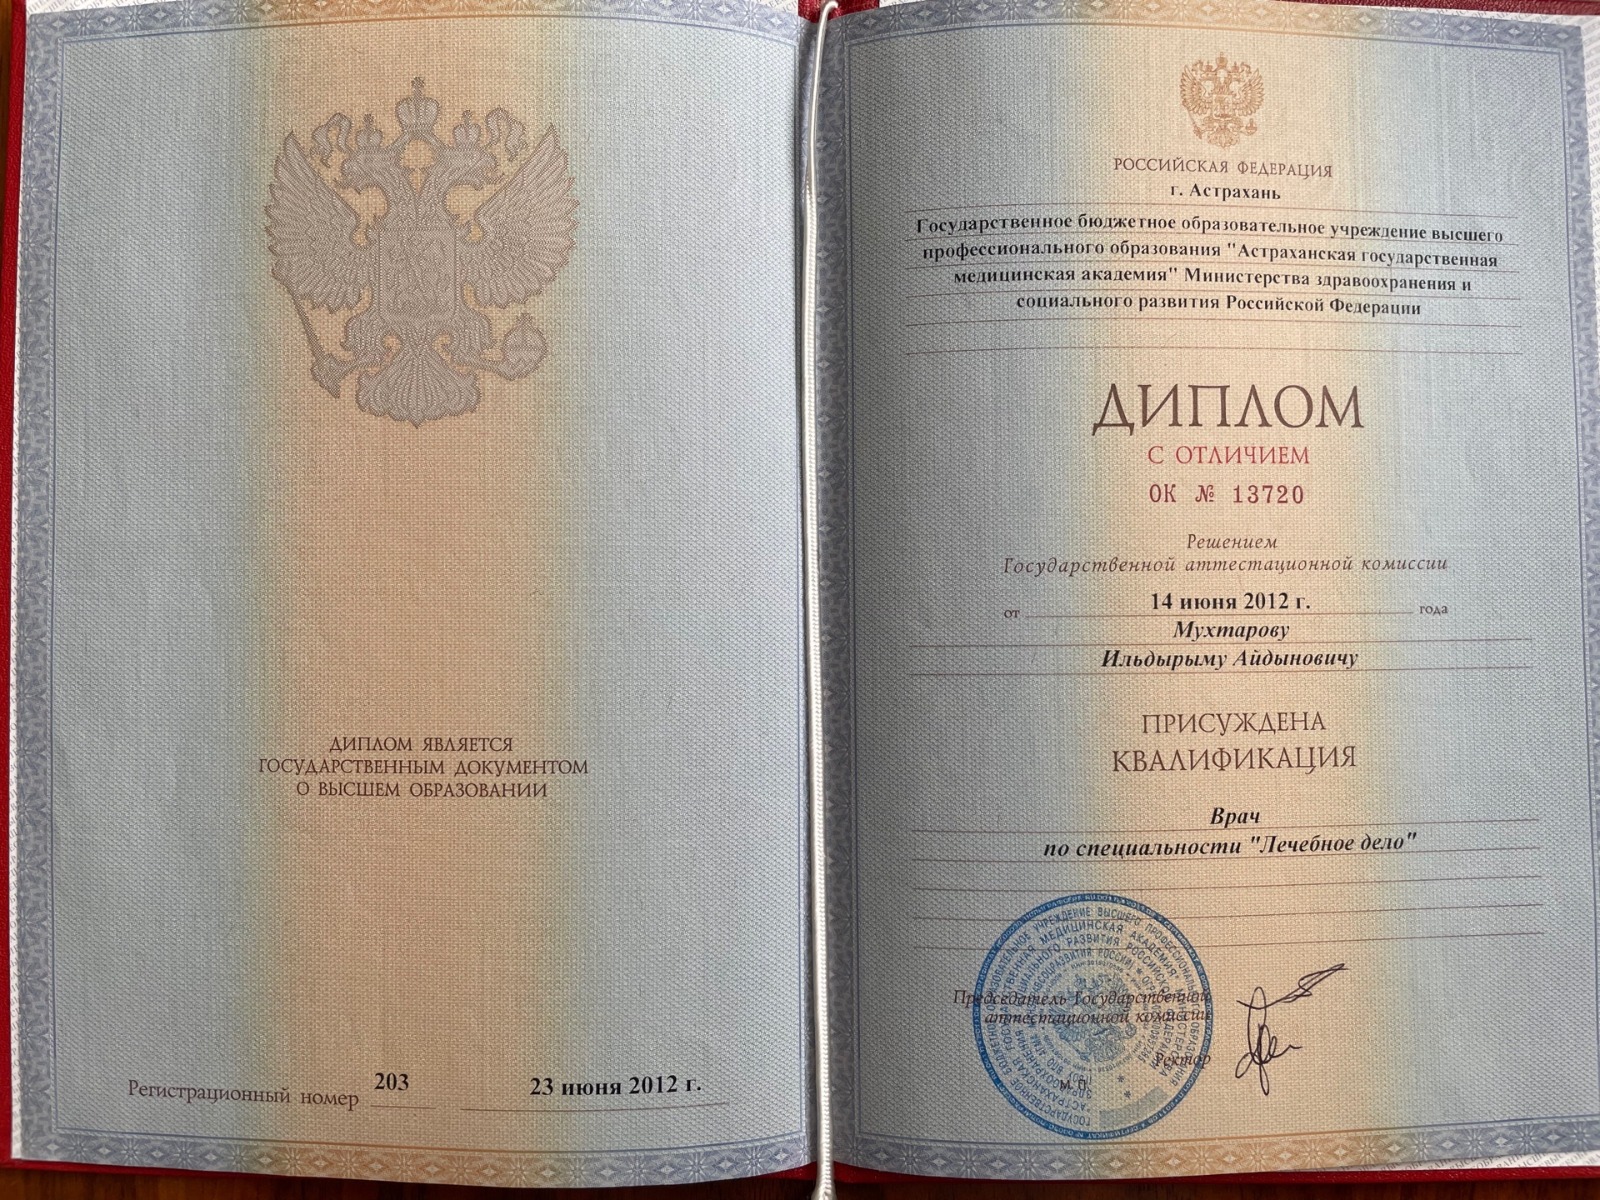 ДИПЛОМ ЯВЛЯЕТСЯ
ГОСУДАРСТВЕННЫМ ДОКУМЕНТОМ
О ВЫСШЕМ ОБРАЗОВАНИИ
Регистрационный номер 203 23 июня 2012 г.
РОССИЙСКАЯ ФЕДЕРАЦИЯ
г. Астрахань
Государственное бюджетное образовательное учреждение высшего
профессионального образования "Астраханская государственная
медицинская академия" Министерства здравоохранения и
социального развития Российской Федерации
ДИПЛОМ
С ОТЛИЧИЕМ
ОК № 13720
Решением
Государственной аттестационной комиссии
от 14 июня 2012 г. года
Мухтарову
Ильдырыму Айдыновичу
ПРИСУЖДЕНА
КВАЛИФИКАЦИЯ
Врач
по специальности "Лечебное дело"
Председатель Государственной
аттестационной комиссии
Ректор
М.П.